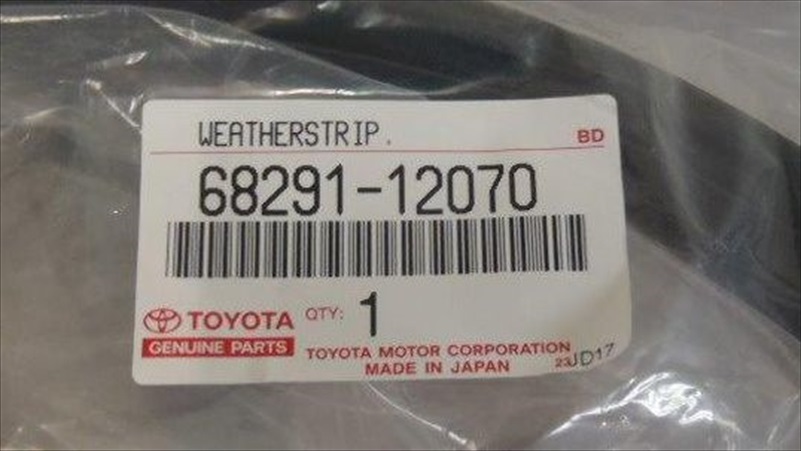 WEATHERSTRIP.
BD
68291-12070
TOYOTA
QTY: 1
GENUINE PARTS
TOYOTA MOTOR CORPORATION
MADE IN JAPAN
23JD17